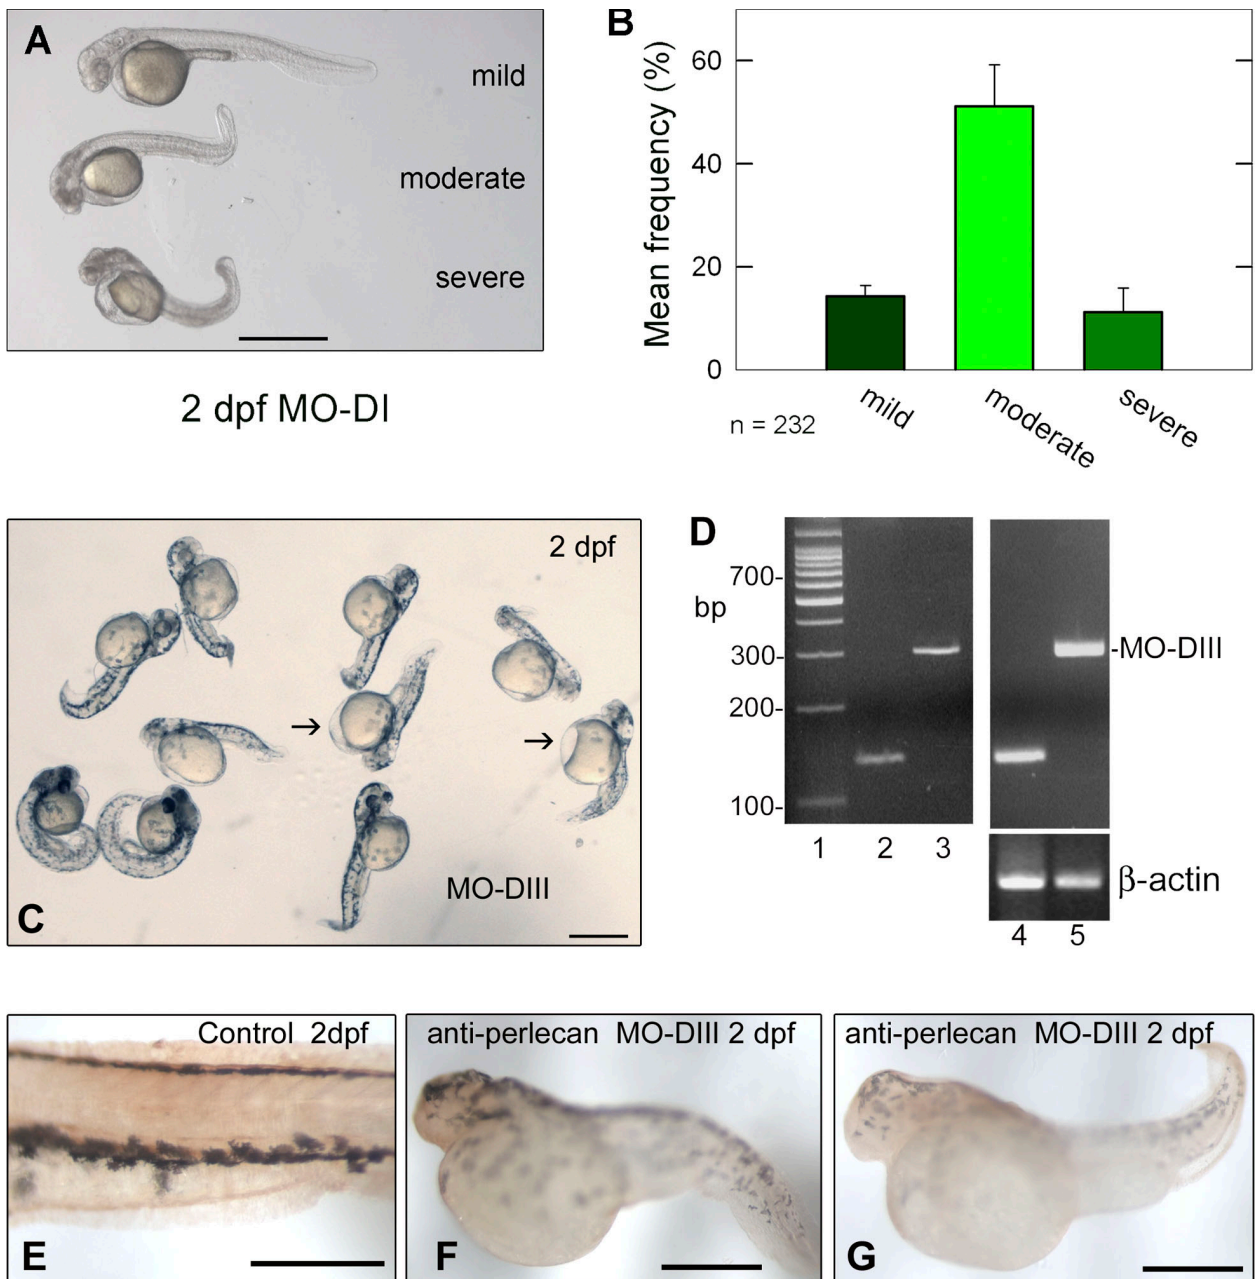 A
mild
moderate
severe
2 dpf MO-DI
B
Mean frequency (%)
60
40
20
0
mild
moderate
severe
n = 232
C
2 dpf
MO-DIII
D
bp
700-
300-
200-
100-
-MO-DIII
1 2 3
β-actin
4 5
Control 2dpf
E
anti-perlecan MO-DIII 2 dpf
F
anti-perlecan MO-DIII 2 dpf
G